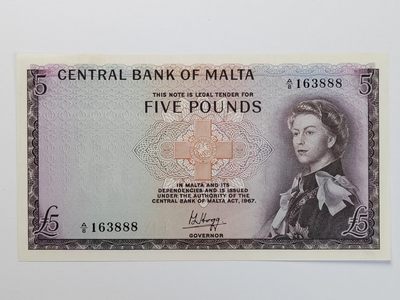 5 CENTRAL BANK OF MALTA A/8 163888 5
THIS NOTE IS LEGAL TENDER FOR
FIVE POUNDS
IN MALTA AND ITS
DEPENDENCIES AND IS ISSUED
UNDER THE AUTHORITY OF THE
CENTRAL BANK OF MALTA ACT, 1967.
£5 A/8 163888 £5
GOVERNOR